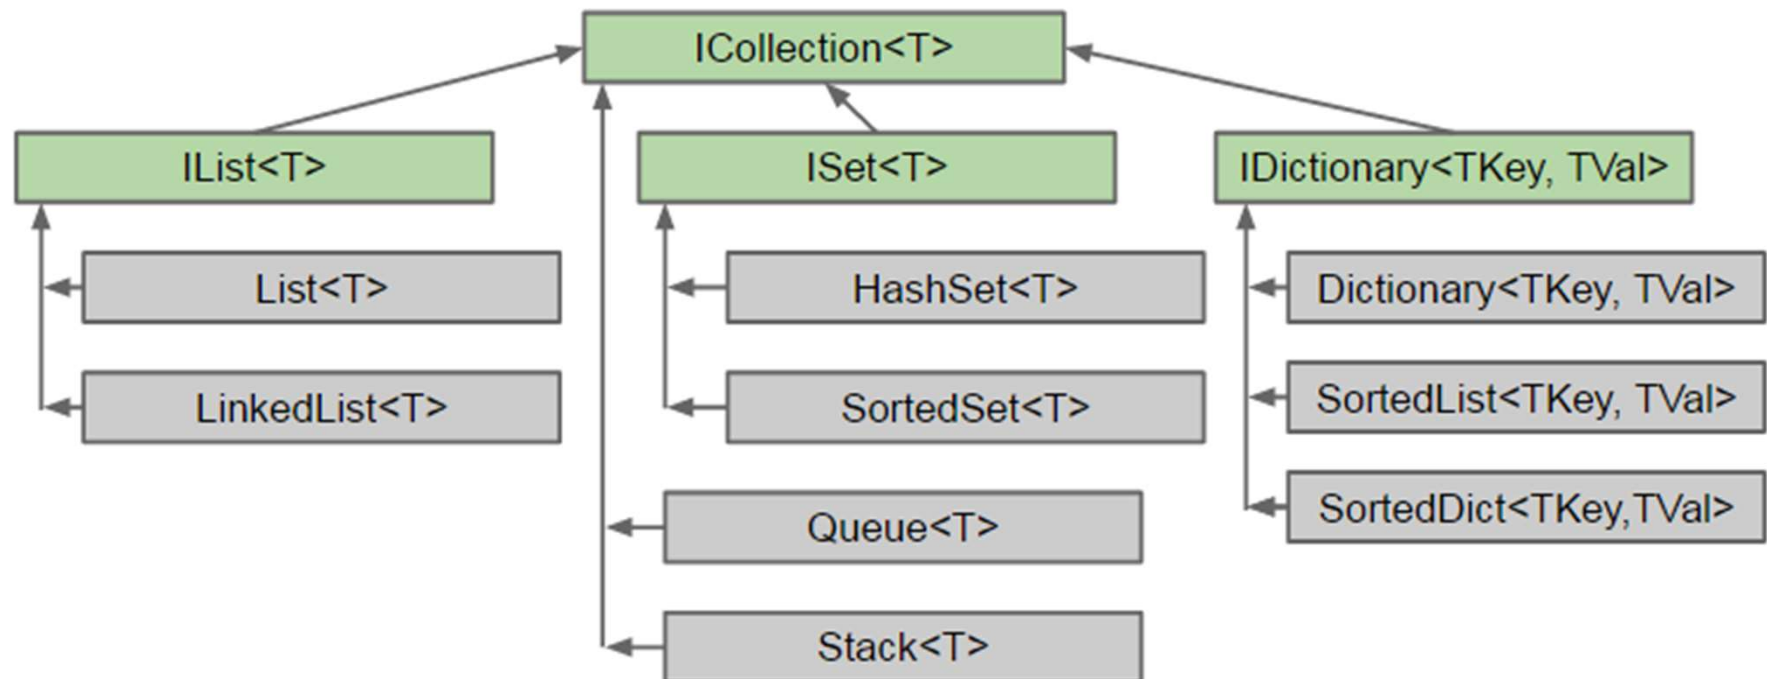 ICollection<T>
IList<T>
ISet<T>
IDictionary<TKey, TVal>
List<T>
HashSet<T>
Dictionary<TKey, TVal>
LinkedList<T>
SortedSet<T>
SortedList<TKey, TVal>
Queue<T>
SortedDict<TKey,TVal>
Stack<T>